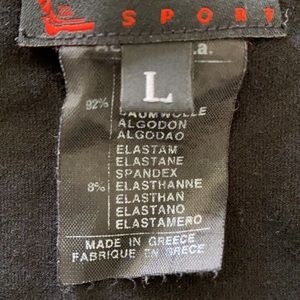 SPORT
L
92%
BAUMWOLLE
ALGODON
ALGODAO
ELASTAM
ELASTANE
SPANDEX
8% ELASTHANNE
ELASTHAN
ELASTANO
ELASTAMERO
MADE IN GREECE
FABRIQUE EN GRECE